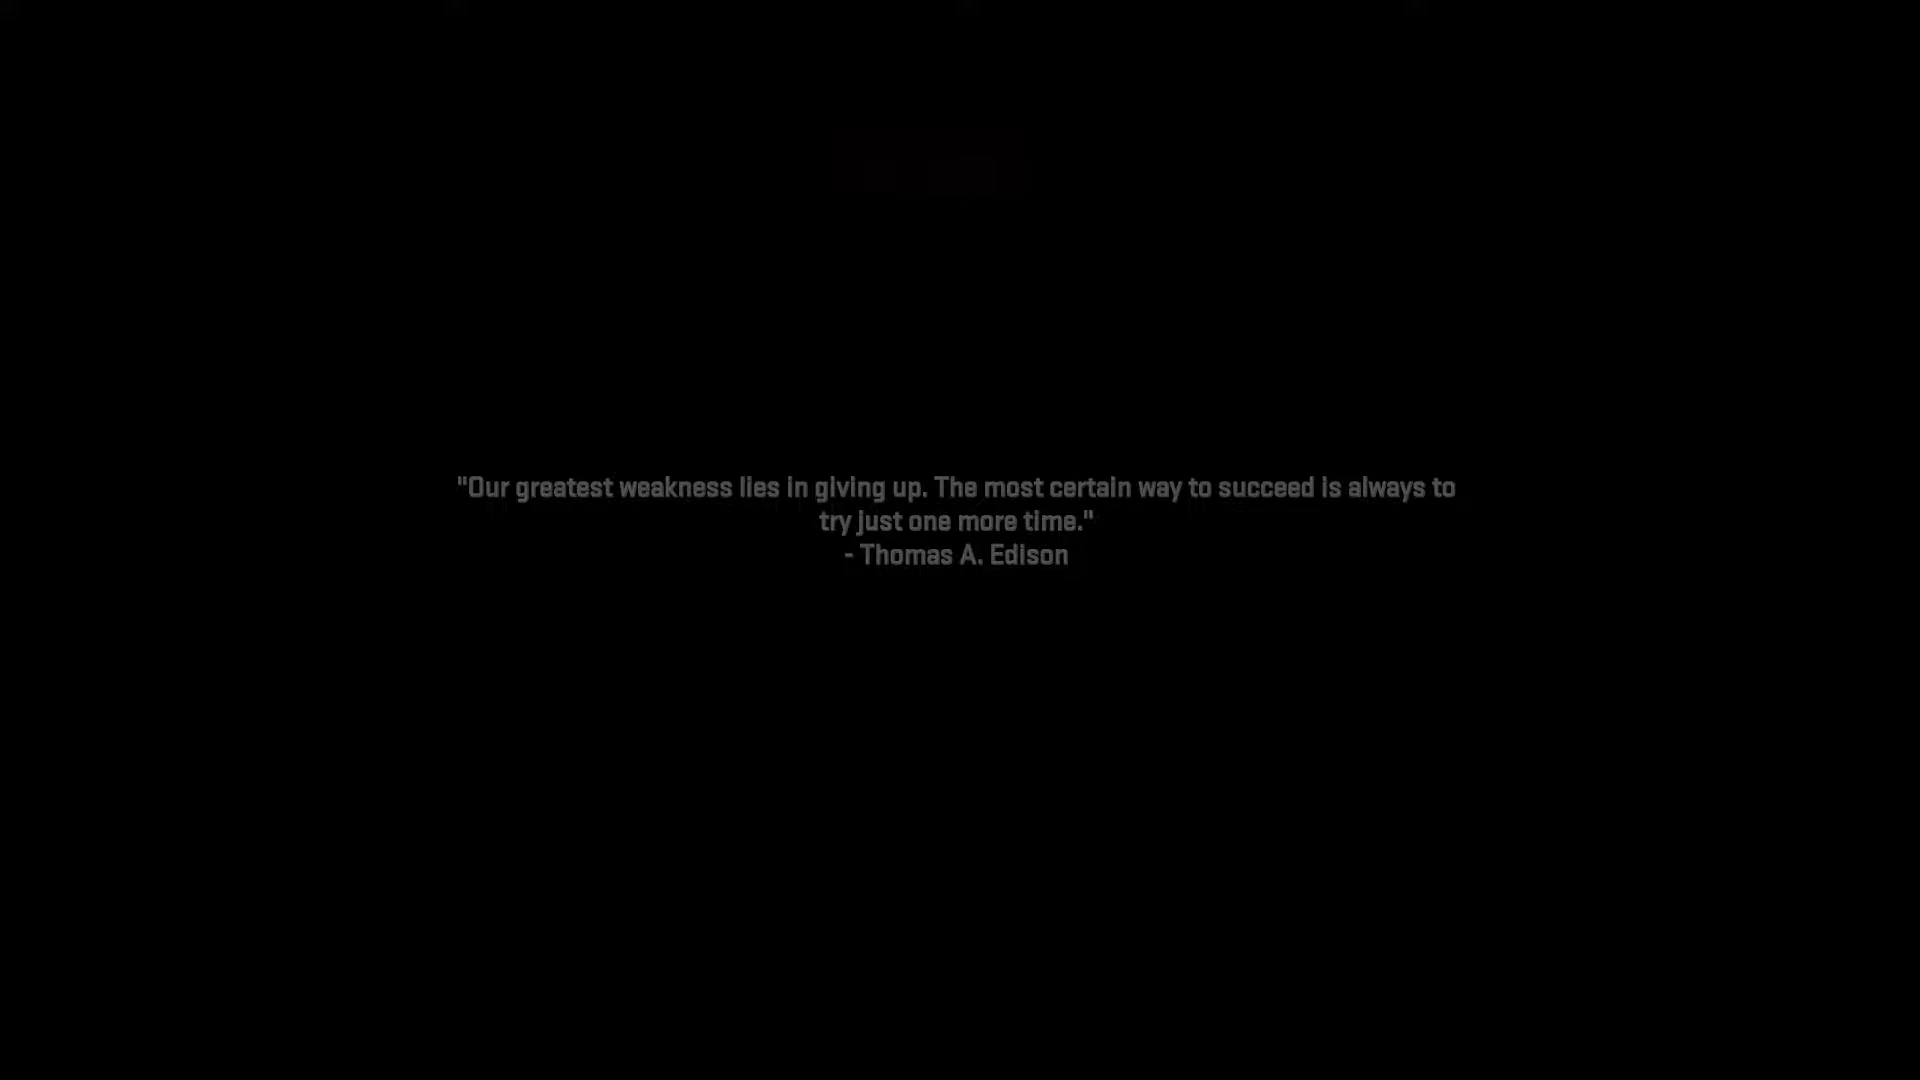 "Our greatest weakness lies in giving up. The most certain way to succeed is always to
try just one more time."
- Thomas A. Edison